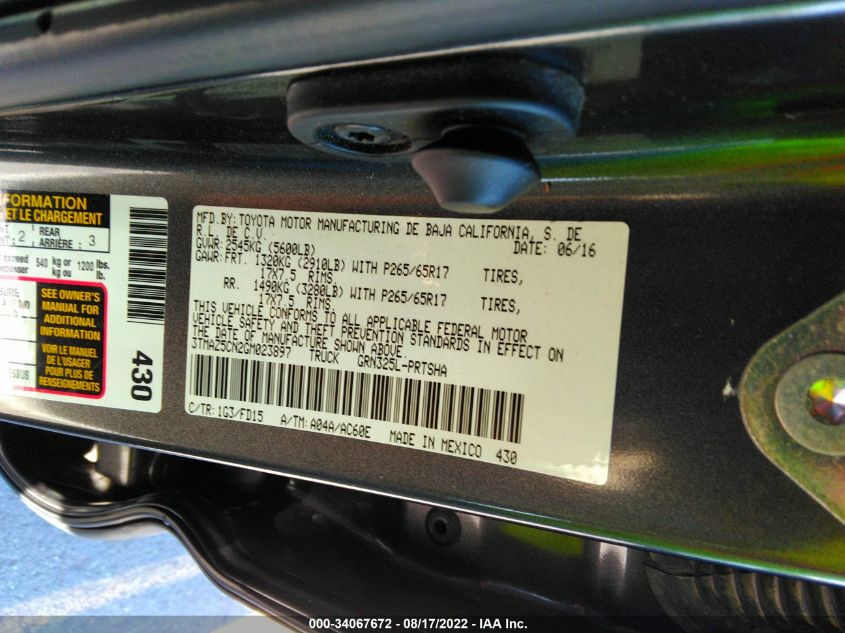 FORMATION
ET LE CHARGEMENT
2
REAR
ARRIÈRE : 3
exceed 540 kg or 1200 lbs.
kg ou lb.
SEE OWNER'S
MANUAL FOR
ADDITIONAL
INFORMATION
VOIR LE MANUEL
DE L'USAGER
POUR PLUS DE
RENSEIGNEMENTS
430
MFD. BY: TOYOTA MOTOR MANUFACTURING DE BAJA CALIFORNIA, S. DE
R.L. DE C.V. DATE: 06/16
GVWR: 2545KG (5600LB)
GAWR: FRT. 1320KG (2910LB) WITH P265/65R17 TIRES,
17X7.5 RIMS
RR. 1490KG (3280LB) WITH P265/65R17 TIRES,
17X7.5 RIMS
THIS VEHICLE CONFORMS TO ALL APPLICABLE FEDERAL MOTOR
VEHICLE SAFETY AND THEFT PREVENTION STANDARDS IN EFFECT ON
THE DATE OF MANUFACTURE SHOWN ABOVE.
3TMAZ5CN2GM023897 TRUCK GRN325L-PRTSHA
C/TR: 1G3/FD15 A/TM: A04A/AC60E MADE IN MEXICO 430
000-34067672 - 08/17/2022 - IAA Inc.